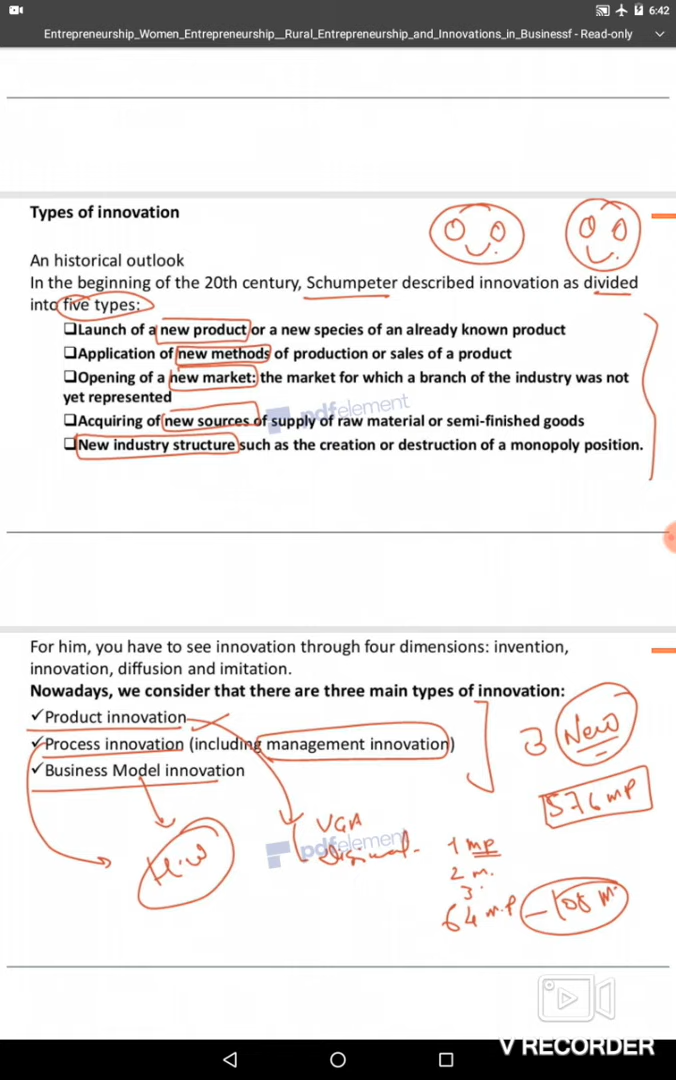 6:42
Entrepreneurship_Women_Entrepreneurship__Rural_Entrepreneurship_and_Innovations_in_Businessf - Read-only
Types of innovation
An historical outlook
In the beginning of the 20th century, Schumpeter described innovation as divided
into five types:
❑Launch of a new product or a new species of an already known product
❑Application of new methods of production or sales of a product
❑Opening of a new market: the market for which a branch of the industry was not
yet represented
❑Acquiring of new sources of supply of raw material or semi-finished goods
❑New industry structure such as the creation or destruction of a monopoly position.
pdfelement
For him, you have to see innovation through four dimensions: invention,
innovation, diffusion and imitation.
Nowadays, we consider that there are three main types of innovation:
✓Product innovation
✓Process innovation (including management innovation)
✓Business Model innovation
3 New
576 mp
VGA
pdfelement
1 mp
2 m.
3.
64 m.p
V RECORDER